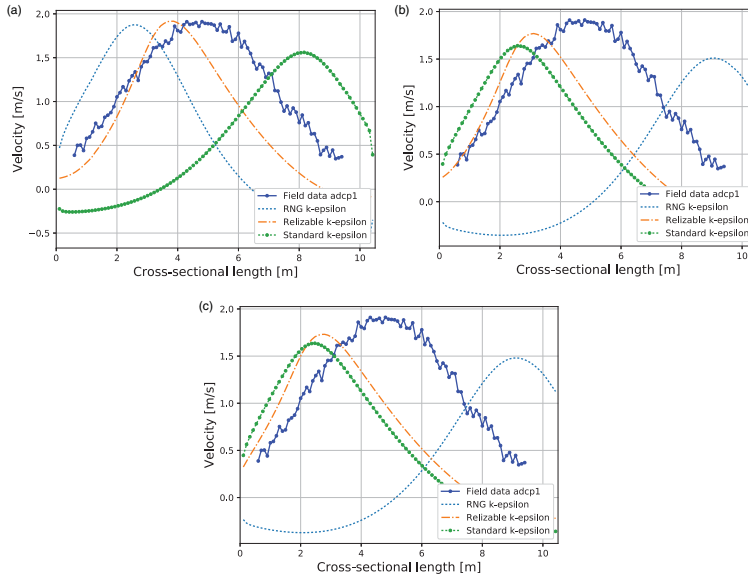 (a)
2,0
1,5
1,0
0,5
0,0
−0,5
Velocity [m/s]
Field data adcp1
RNG k-epsilon
Relizable k-epsilon
Standard k-epsilon
0 2 4 6 8 10
Cross-sectional length [m]
(b)
2,0
1,5
1.0
0.5
0,0
Velocity [m/s]
Field data adcp1
RNG k-epsilon
Relizable k-epsilon
Standard k-epsilon
0 2 4 6 8 10
Cross-sectional length [m]
(c)
2,0
1,5
1.0
0.5
0,0
Velocity [m/s]
Field data adcp1
RNG k-epsilon
Relizable k-epsilon
Standard k-epsilon
0 2 4 6 8 10
Cross-sectional length [m]